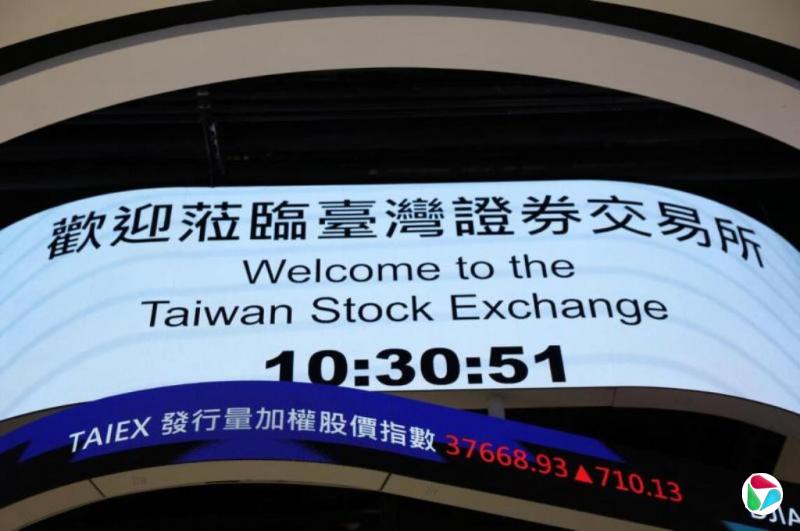 歡迎蒞臨臺灣證券交易所
Welcome to the
Taiwan Stock Exchange
10:30:51
TAIEX 發行量加權股價指數 37668.93▲710.13